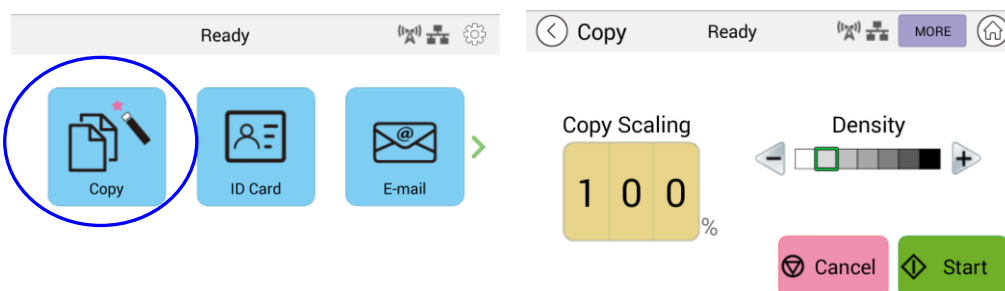 Ready
Copy
ID Card
@
E-mail
Copy
Ready
MORE
Copy Scaling
Density
1 0 0
%
Cancel
Start